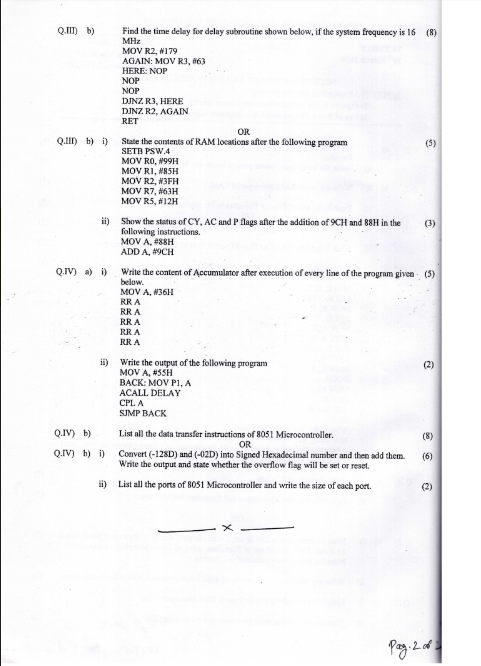 Q.III) b) Find the time delay for delay subroutine shown below, if the system frequency is 16 (8)
MHz
MOV R2, #179
AGAIN: MOV R3, #63
HERE: NOP
NOP
NOP
DJNZ R3, HERE
DJNZ R2, AGAIN
RET
OR
Q.III) b) i) State the contents of RAM locations after the following program (5)
SETB PSW.4
MOV R0, #99H
MOV R1, #85H
MOV R2, #3FH
MOV R7, #63H
MOV R5, #12H
ii) Show the status of CY, AC and P flags after the addition of 9CH and 88H in the (3)
following instructions.
MOV A, #88H
ADD A, #9CH
Q.IV) a) i) Write the content of Accumulator after execution of every line of the program given (5)
below.
MOV A, #36H
RR A
RR A
RR A
RR A
RR A
ii) Write the output of the following program (2)
MOV A, #55H
BACK: MOV P1, A
ACALL DELAY
CPL A
SJMP BACK
Q.IV) b) List all the data transfer instructions of 8051 Microcontroller. (8)
OR
Q.IV) b) i) Convert (-128D) and (-02D) into Signed Hexadecimal number and then add them. (6)
Write the output and state whether the overflow flag will be set or reset.
ii) List all the ports of 8051 Microcontroller and write the size of each port. (2)
x
Pag. 2 of